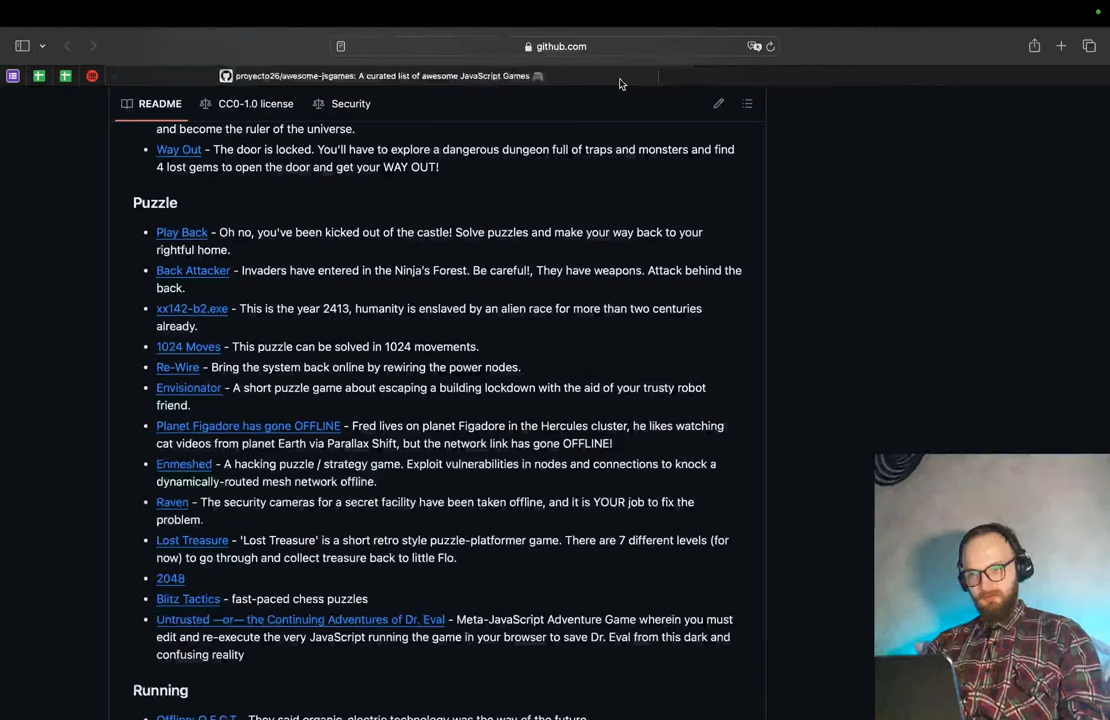 github.com
proyecto26/awesome-jsgames: A curated list of awesome JavaScript Games 🎮
README
CC0-1.0 license
Security
and become the ruler of the universe.
• Way Out - The door is locked. You'll have to explore a dangerous dungeon full of traps and monsters and find
4 lost gems to open the door and get your WAY OUT!
Puzzle
• Play Back - Oh no, you've been kicked out of the castle! Solve puzzles and make your way back to your
rightful home.
• Back Attacker - Invaders have entered in the Ninja's Forest. Be careful!, They have weapons. Attack behind the
back.
• xx142-b2.exe - This is the year 2413, humanity is enslaved by an alien race for more than two centuries
already.
• 1024 Moves - This puzzle can be solved in 1024 movements.
• Re-Wire - Bring the system back online by rewiring the power nodes.
• Envisionator - A short puzzle game about escaping a building lockdown with the aid of your trusty robot
friend.
• Planet Figadore has gone OFFLINE - Fred lives on planet Figadore in the Hercules cluster, he likes watching
cat videos from planet Earth via Parallax Shift, but the network link has gone OFFLINE!
• Enmeshed - A hacking puzzle / strategy game. Exploit vulnerabilities in nodes and connections to knock a
dynamically-routed mesh network offline.
• Raven - The security cameras for a secret facility have been taken offline, and it is YOUR job to fix the
problem.
• Lost Treasure - 'Lost Treasure' is a short retro style puzzle-platformer game. There are 7 different levels (for
now) to go through and collect treasure back to little Flo.
• 2048
• Blitz Tactics - fast-paced chess puzzles
• Untrusted —or— the Continuing Adventures of Dr. Eval - Meta-JavaScript Adventure Game wherein you must
edit and re-execute the very JavaScript running the game in your browser to save Dr. Eval from this dark and
confusing reality
Running
• Offline: O.E.C.T. - They said organic-electric technology was the way of the future